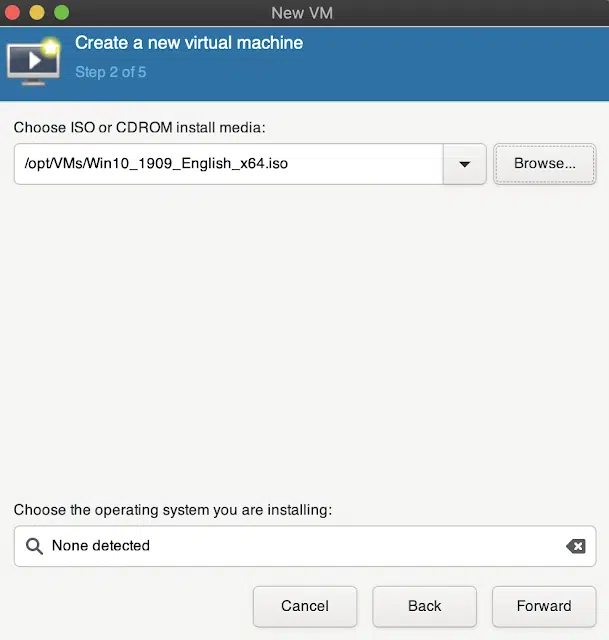 New VM
Create a new virtual machine
Step 2 of 5
Choose ISO or CDROM install media:
/opt/VMs/Win10_1909_English_x64.iso
Browse...
Choose the operating system you are installing:
None detected
Cancel
Back
Forward